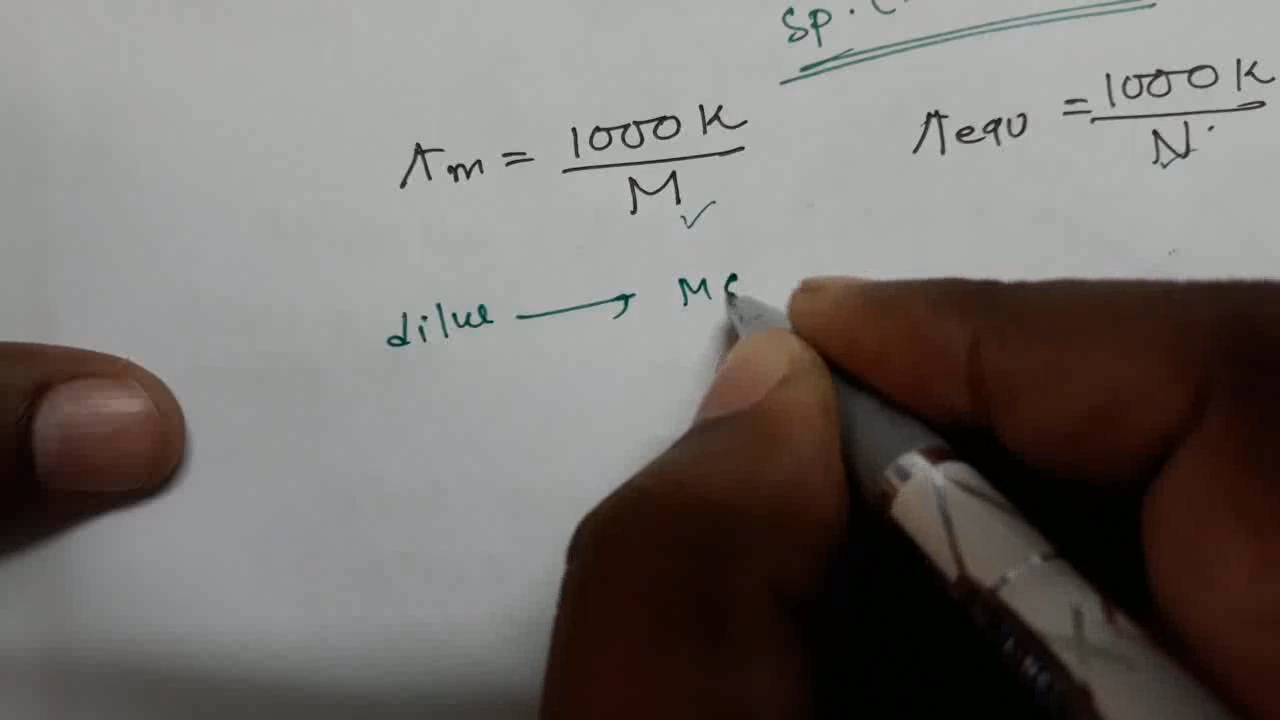 Sp. (
Λm = 1000 K / M ✓
Λequ = 1000 K / N
dilue → M